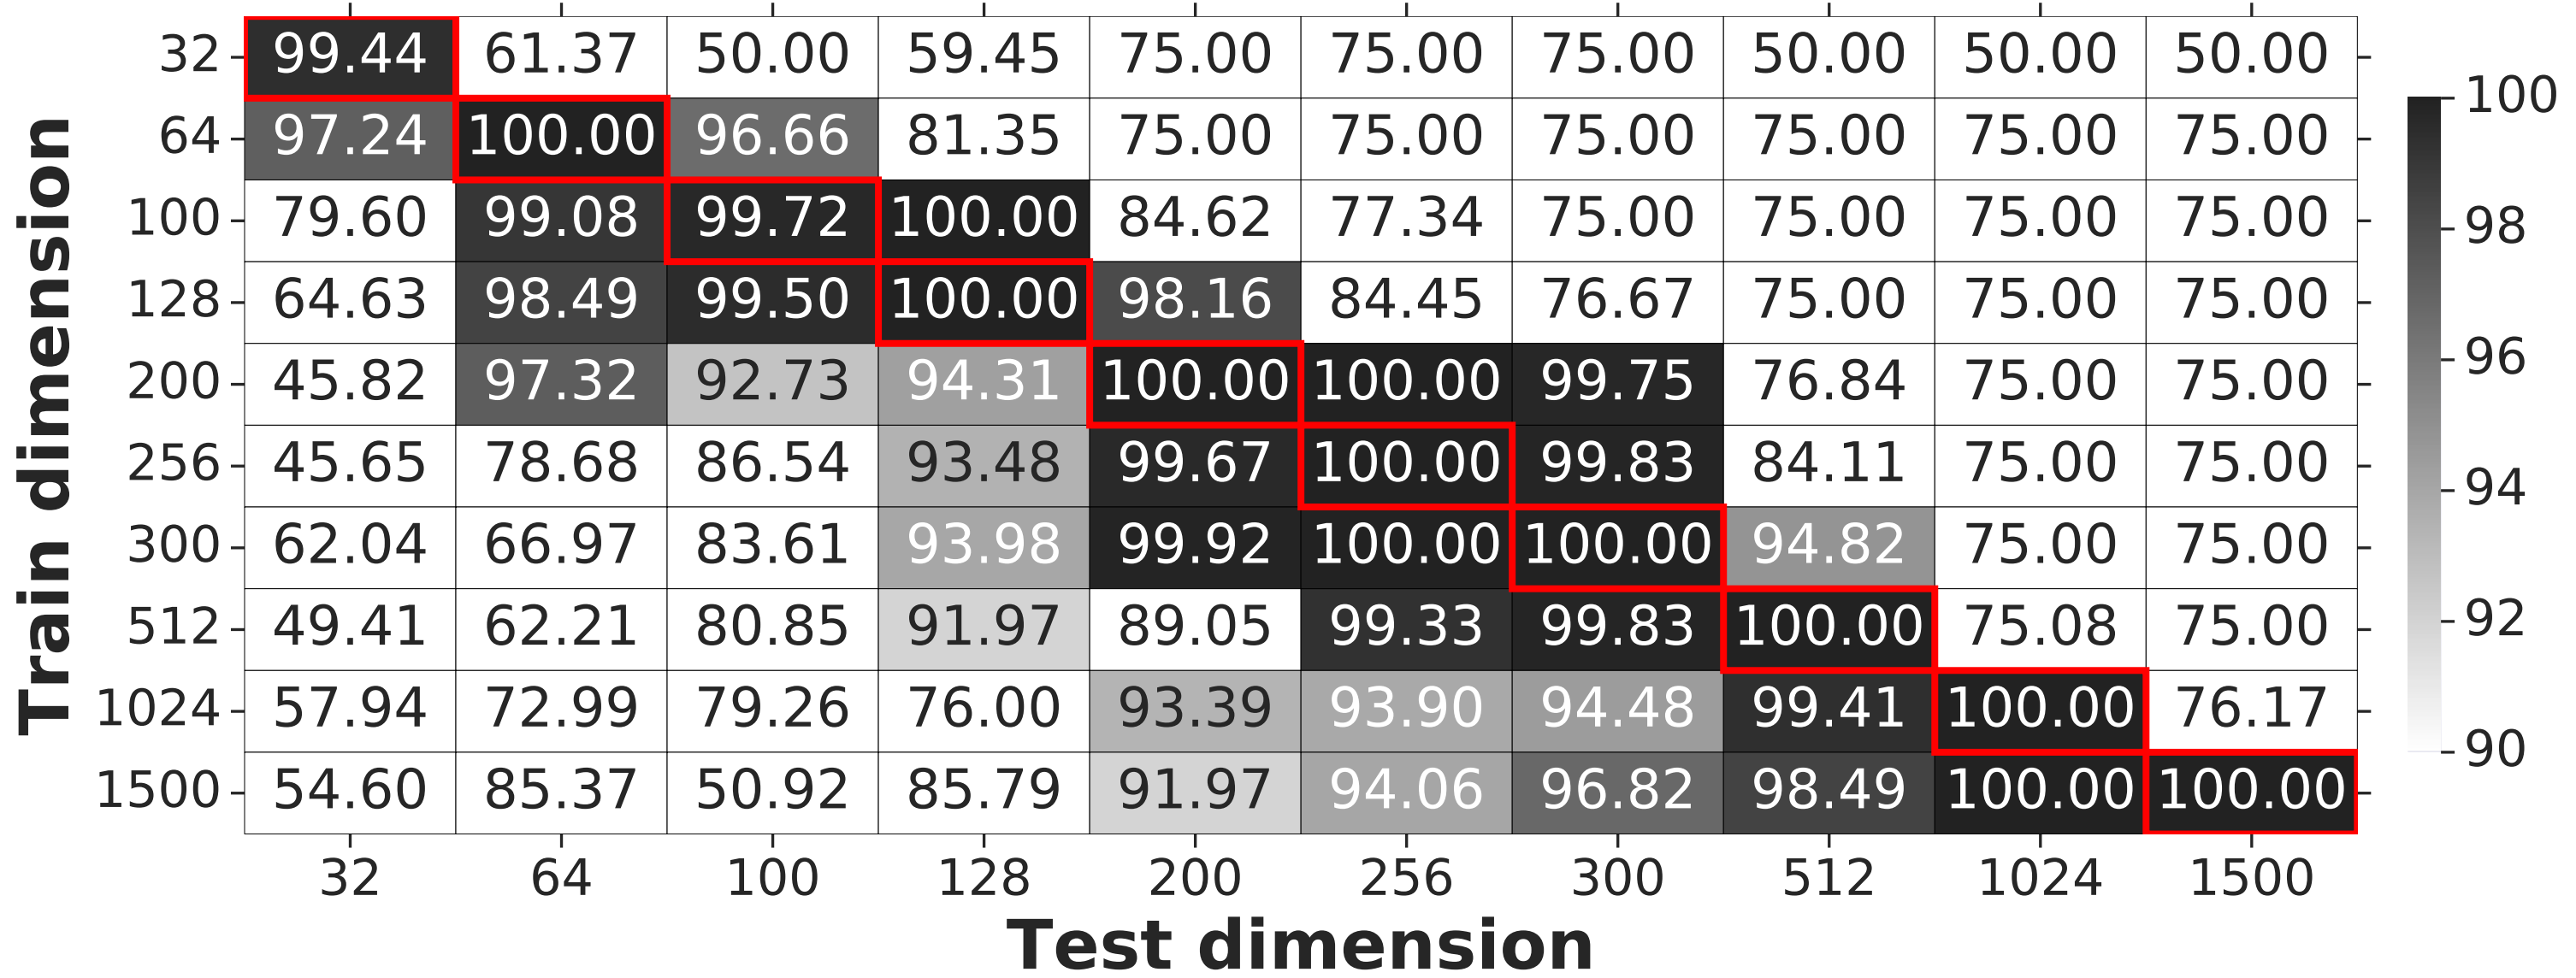 32 99.44 61.37 50.00 59.45 75.00 75.00 75.00 50.00 50.00 50.00
64 97.24 100.00 96.66 81.35 75.00 75.00 75.00 75.00 75.00 75.00
100 79.60 99.08 99.72 100.00 84.62 77.34 75.00 75.00 75.00 75.00
128 64.63 98.49 99.50 100.00 98.16 84.45 76.67 75.00 75.00 75.00
200 45.82 97.32 92.73 94.31 100.00 100.00 99.75 76.84 75.00 75.00
256 45.65 78.68 86.54 93.48 99.67 100.00 99.83 84.11 75.00 75.00
300 62.04 66.97 83.61 93.98 99.92 100.00 100.00 94.82 75.00 75.00
512 49.41 62.21 80.85 91.97 89.05 99.33 99.83 100.00 75.08 75.00
1024 57.94 72.99 79.26 76.00 93.39 93.90 94.48 99.41 100.00 76.17
1500 54.60 85.37 50.92 85.79 91.97 94.06 96.82 98.49 100.00 100.00
32 64 100 128 200 256 300 512 1024 1500
Test dimension
Train dimension
100
98
96
94
92
90